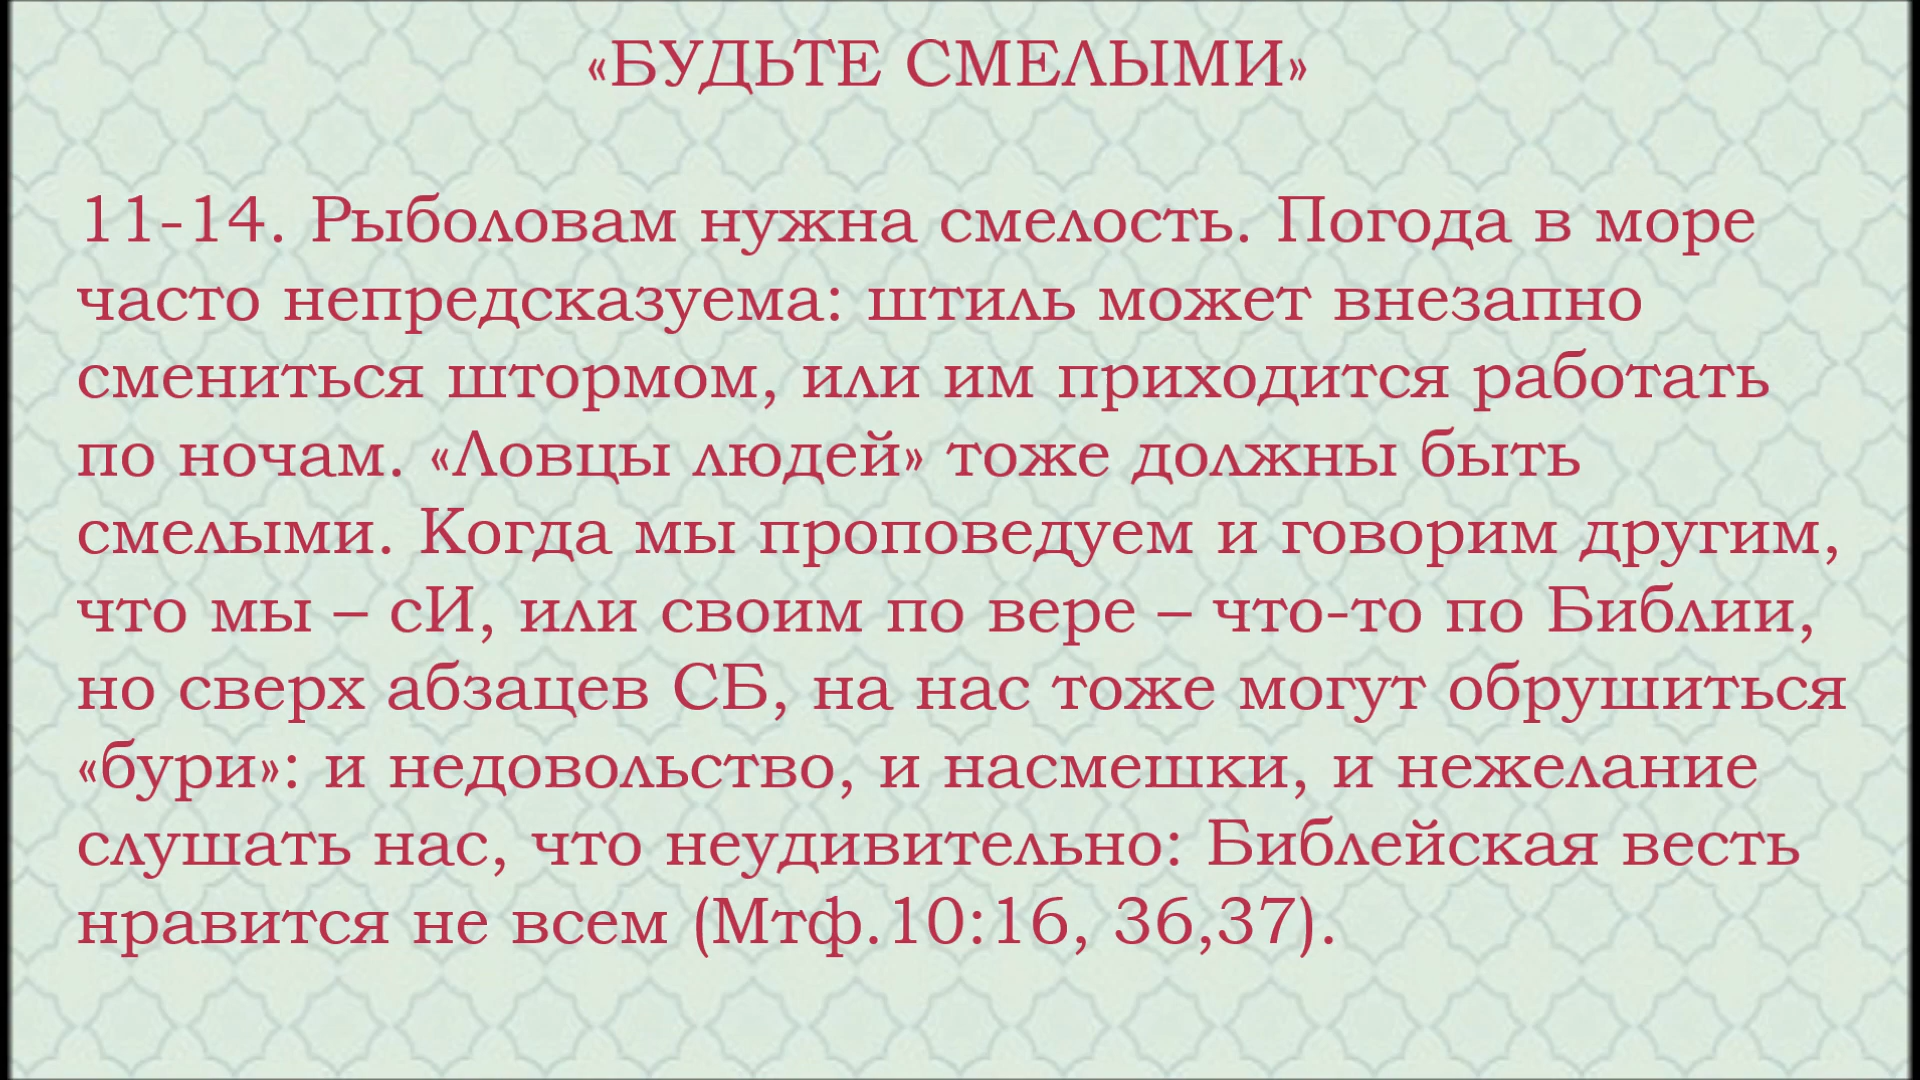 «БУДЬТЕ СМЕЛЫМИ»
11-14. Рыболовам нужна смелость. Погода в море
часто непредсказуема: штиль может внезапно
смениться штормом, или им приходится работать
по ночам. «Ловцы людей» тоже должны быть
смелыми. Когда мы проповедуем и говорим другим,
что мы – сИ, или своим по вере – что-то по Библии,
но сверх абзацев СБ, на нас тоже могут обрушиться
«бури»: и недовольство, и насмешки, и нежелание
слушать нас, что неудивительно: Библейская весть
нравится не всем (Мтф.10:16, 36,37).